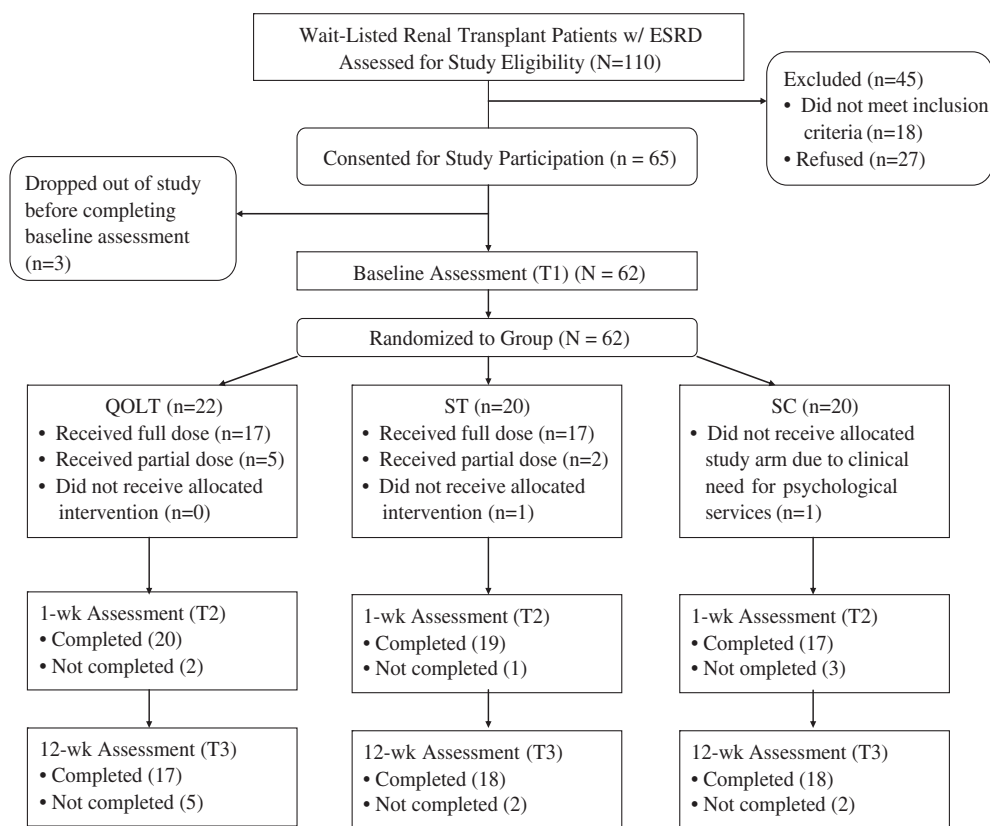 Wait-Listed Renal Transplant Patients w/ ESRD
Assessed for Study Eligibility (N=110)
Excluded (n=45)
• Did not meet inclusion
criteria (n=18)
• Refused (n=27)
Consented for Study Participation (n = 65)
Dropped out of study
before completing
baseline assessment
(n=3)
Baseline Assessment (T1) (N = 62)
Randomized to Group (N = 62)
QOLT (n=22)
• Received full dose (n=17)
• Received partial dose (n=5)
• Did not receive allocated
intervention (n=0)
ST (n=20)
• Received full dose (n=17)
• Received partial dose (n=2)
• Did not receive allocated
intervention (n=1)
SC (n=20)
• Did not receive allocated
study arm due to clinical
need for psychological
services (n=1)
1-wk Assessment (T2)
• Completed (20)
• Not completed (2)
1-wk Assessment (T2)
• Completed (19)
• Not completed (1)
1-wk Assessment (T2)
• Completed (17)
• Not ompleted (3)
12-wk Assessment (T3)
• Completed (17)
• Not completed (5)
12-wk Assessment (T3)
• Completed (18)
• Not completed (2)
12-wk Assessment (T3)
• Completed (18)
• Not completed (2)